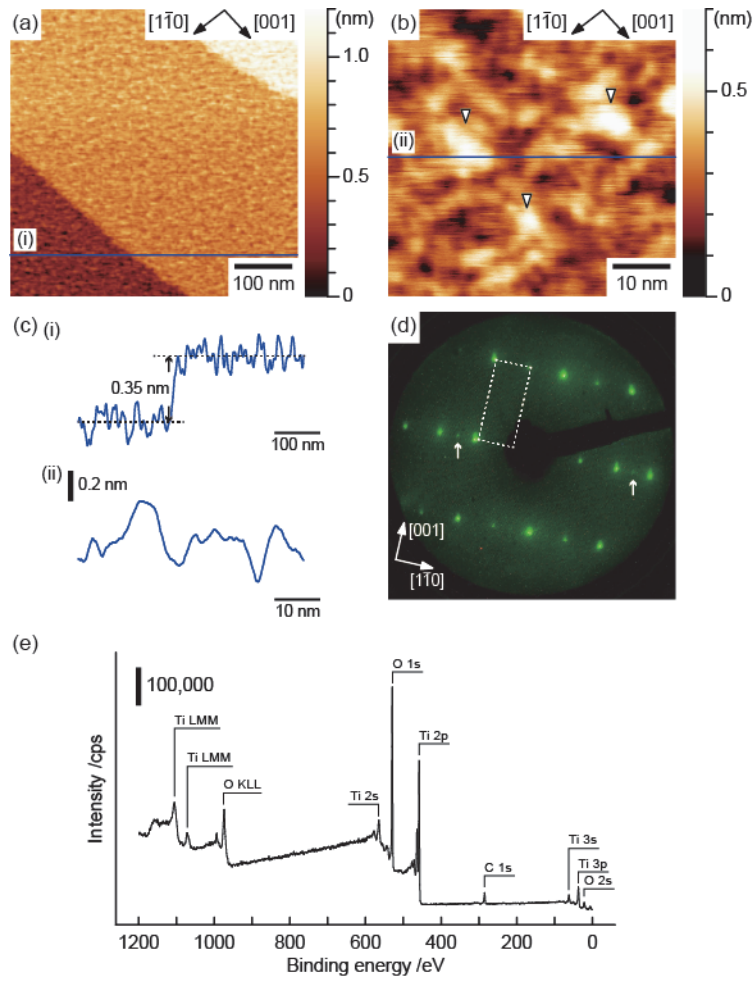 (a)
[11̄0]
[001]
(nm)
1.0
0.5
0
(i)
100 nm
(b)
[11̄0]
[001]
(nm)
0.5
0
(ii)
10 nm
(c)
(i)
0.35 nm
100 nm
(ii)
0.2 nm
10 nm
(d)
[001]
[11̄0]
(e)
100,000
Ti LMM
Ti LMM
O KLL
Ti 2s
O 1s
Ti 2p
C 1s
Ti 3s
Ti 3p
O 2s
Intensity /cps
1200 1000 800 600 400 200 0
Binding energy /eV